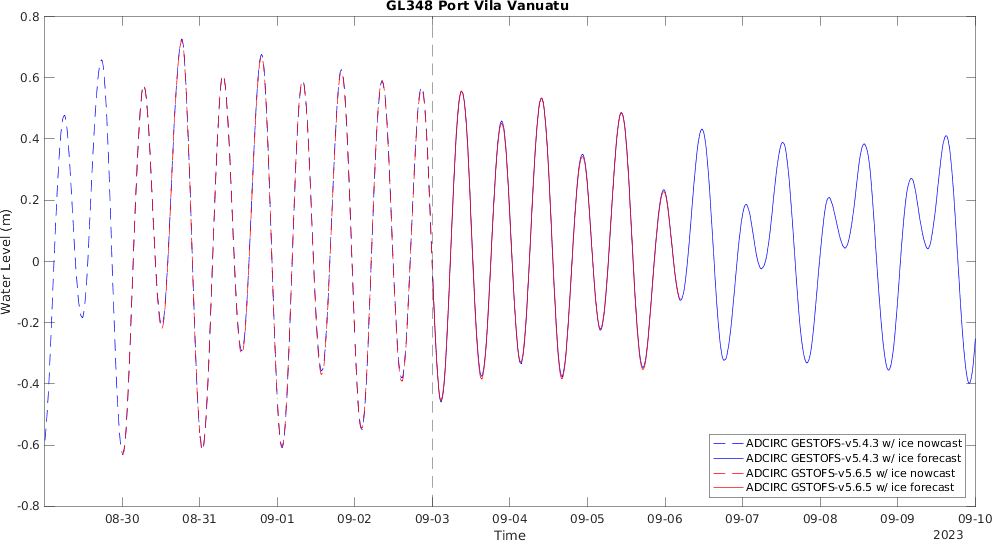 GL348 Port Vila Vanuatu
0.8
0.6
0.4
0.2
0
-0.2
-0.4
-0.6
-0.8
Water Level (m)
ADCIRC GESTOFS-v5.4.3 w/ ice nowcast
ADCIRC GESTOFS-v5.4.3 w/ ice forecast
ADCIRC GSTOFS-v5.6.5 w/ ice nowcast
ADCIRC GSTOFS-v5.6.5 w/ ice forecast
08-30 08-31 09-01 09-02 09-03 09-04 09-05 09-06 09-07 09-08 09-09 09-10
Time
2023